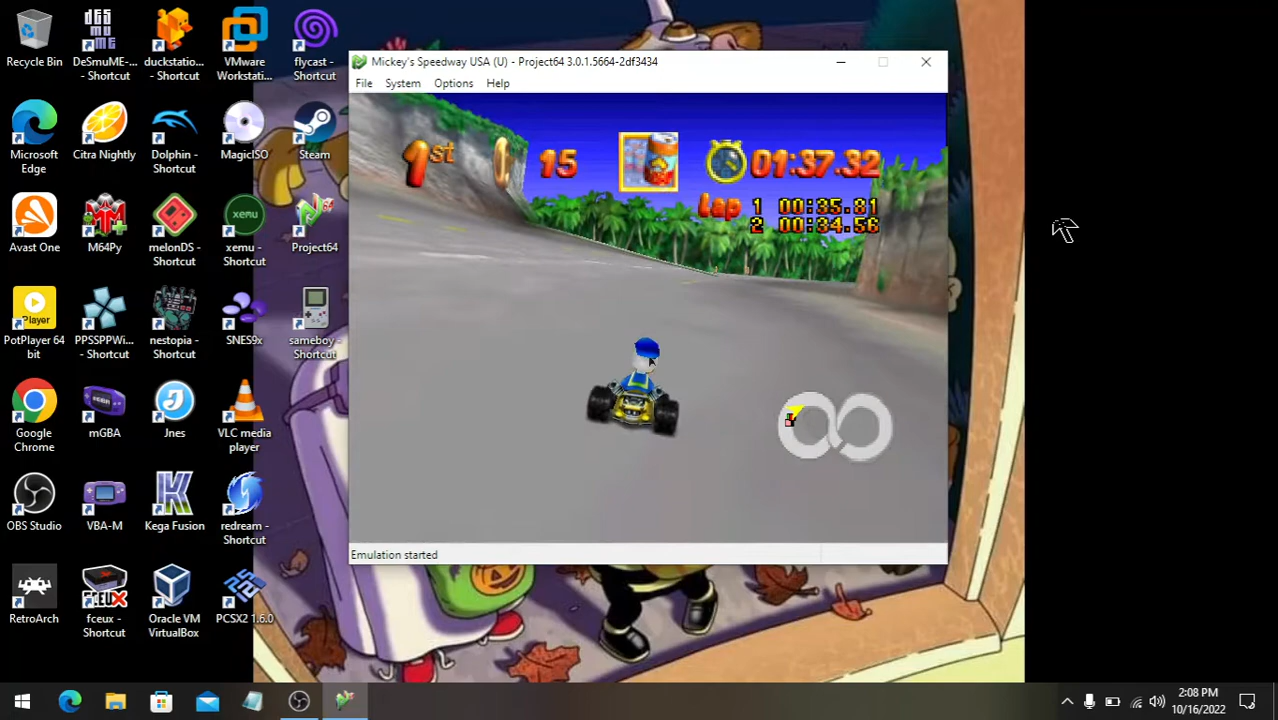 Recycle Bin
DeSmuME-...
- Shortcut
duckstatio...
- Shortcut
VMware
Workstati...
flycast -
Shortcut
Microsoft
Edge
Citra Nightly
Dolphin -
Shortcut
MagicISO
Steam
Avast One
M64Py
melonDS -
Shortcut
xemu
xemu -
Shortcut
Project64
Player
PotPlayer 64
bit
PPSSPPWi...
- Shortcut
nestopia -
Shortcut
SNES9x
sameboy -
Shortcut
Google
Chrome
mGBA
Jnes
VLC media
player
OBS Studio
VBA-M
Kega Fusion
redream -
Shortcut
RetroArch
FCEUX
fceux -
Shortcut
Oracle VM
VirtualBox
PCSX2 1.6.0
Mickey's Speedway USA (U) - Project64 3.0.1.5664-2df3434
File System Options Help
1st 15 01:37.32
Lap 1 00:35.81
2 00:34.56
Emulation started
2:08 PM
10/16/2022